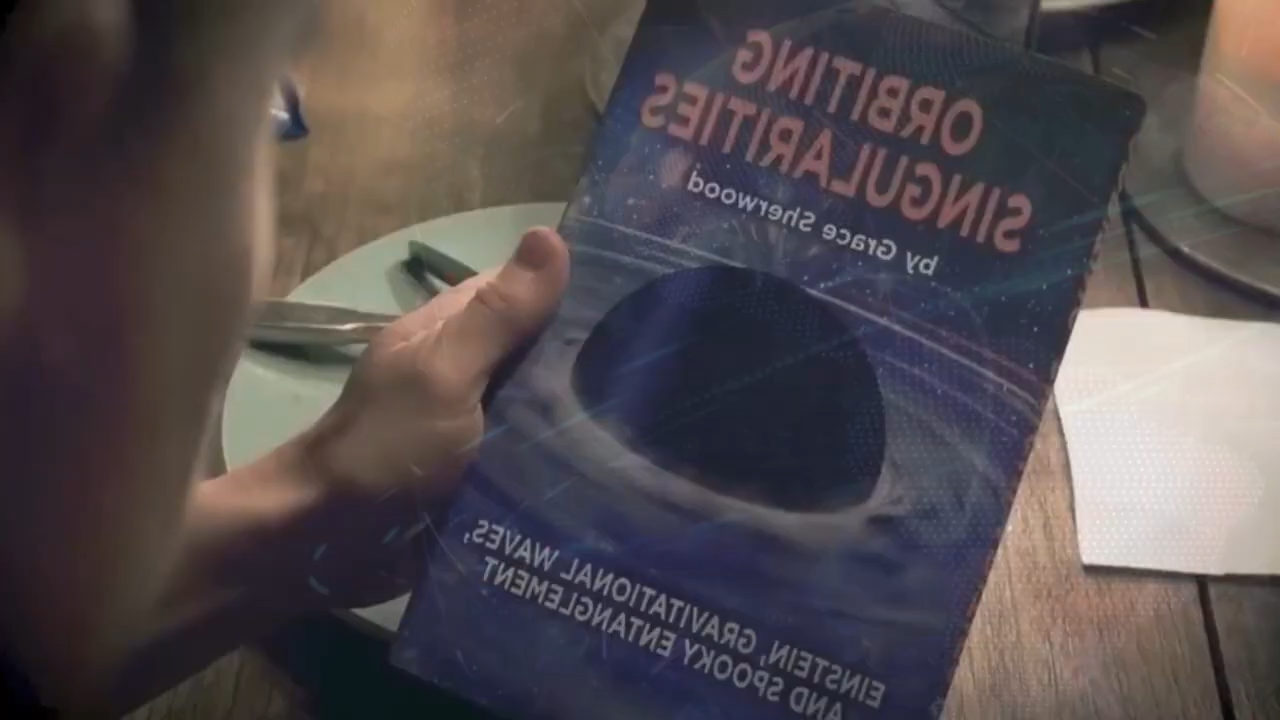 ORBITING
SINGULARITIES
by Grace Sherwood
EINSTEIN, GRAVITATIONAL WAVES,
AND SPOOKY ENTANGLEMENT